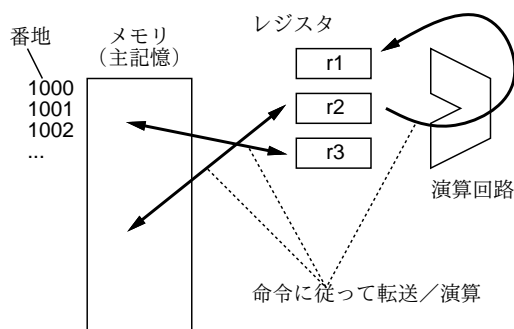 番地
メモリ
（主記憶）
レジスタ
1000
1001
1002
...
r1
r2
r3
演算回路
命令に従って転送／演算